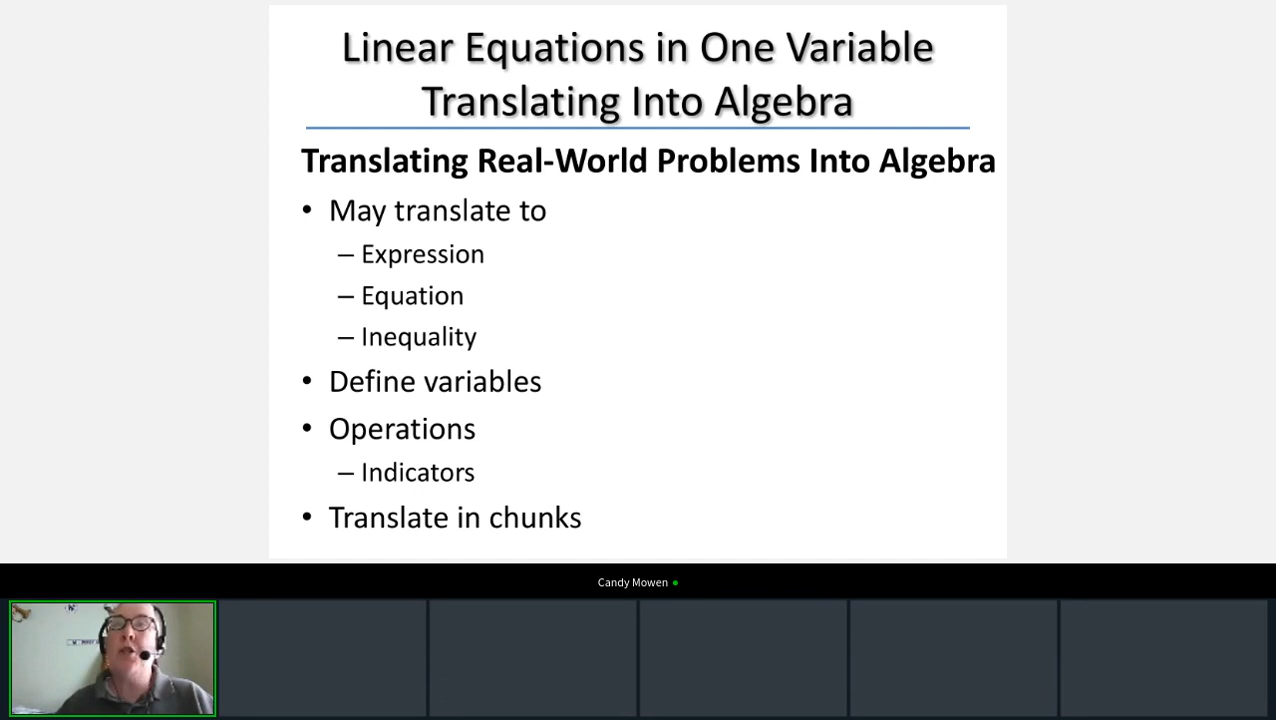 Linear Equations in One Variable
Translating Into Algebra
Translating Real-World Problems Into Algebra
• May translate to
– Expression
– Equation
– Inequality
• Define variables
• Operations
– Indicators
• Translate in chunks
Candy Mowen